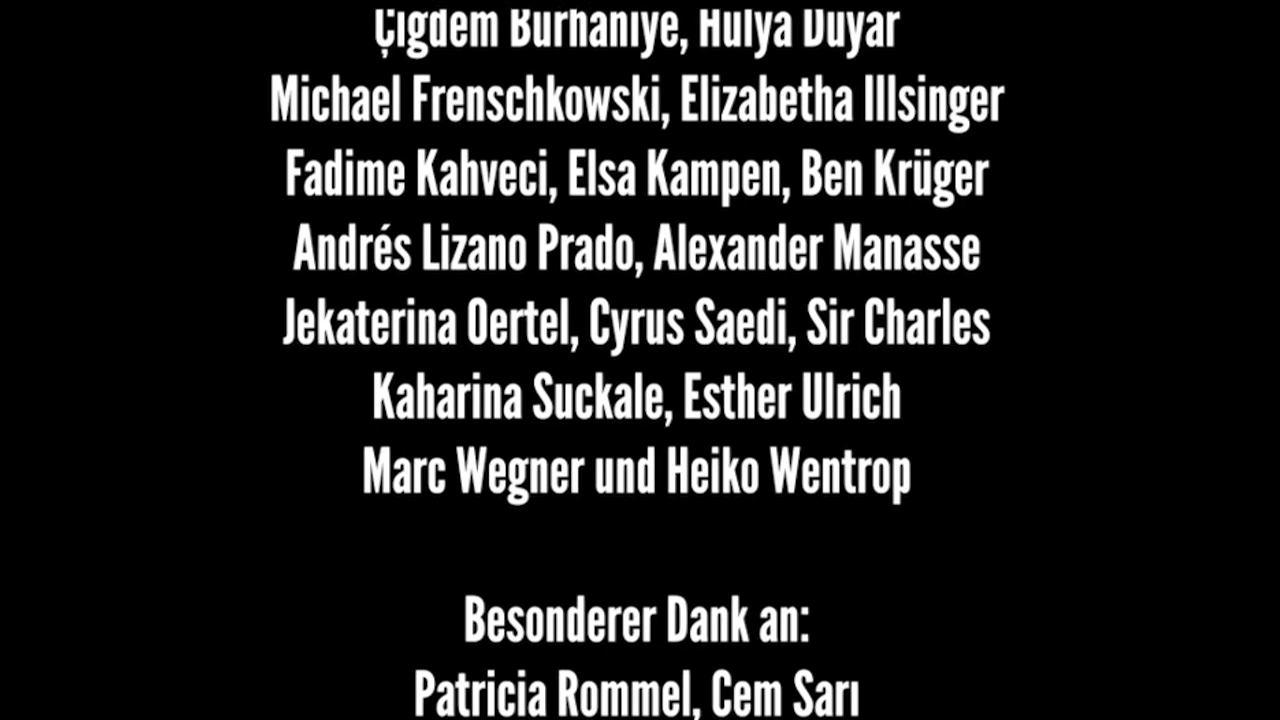 Çiğdem Burhaniye, Hülya Duyar
Michael Frenschkowski, Elizabetha Illsinger
Fadime Kahveci, Elsa Kampen, Ben Krüger
Andrés Lizano Prado, Alexander Manasse
Jekaterina Oertel, Cyrus Saedi, Sir Charles
Kaharina Suckale, Esther Ulrich
Marc Wegner und Heiko Wentrop
Besonderer Dank an:
Patricia Rommel, Cem Sarı